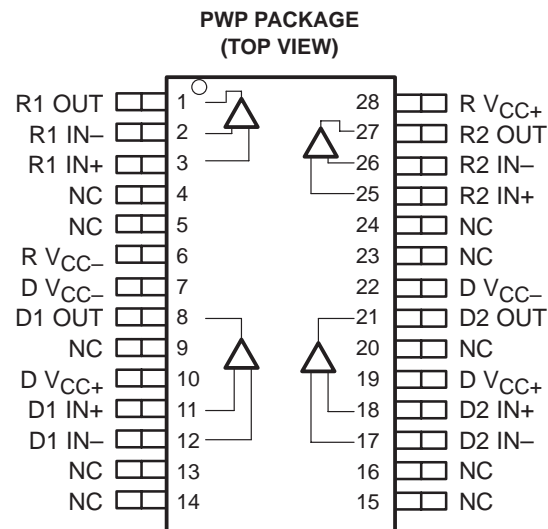 PWP PACKAGE
(TOP VIEW)
R1 OUT 1 28 R VCC+
R1 IN– 2 27 R2 OUT
R1 IN+ 3 26 R2 IN–
NC 4 25 R2 IN+
NC 5 24 NC
R VCC– 6 23 NC
D VCC– 7 22 D VCC–
D1 OUT 8 21 D2 OUT
NC 9 20 NC
D VCC+ 10 19 D VCC+
D1 IN+ 11 18 D2 IN+
D1 IN– 12 17 D2 IN–
NC 13 16 NC
NC 14 15 NC